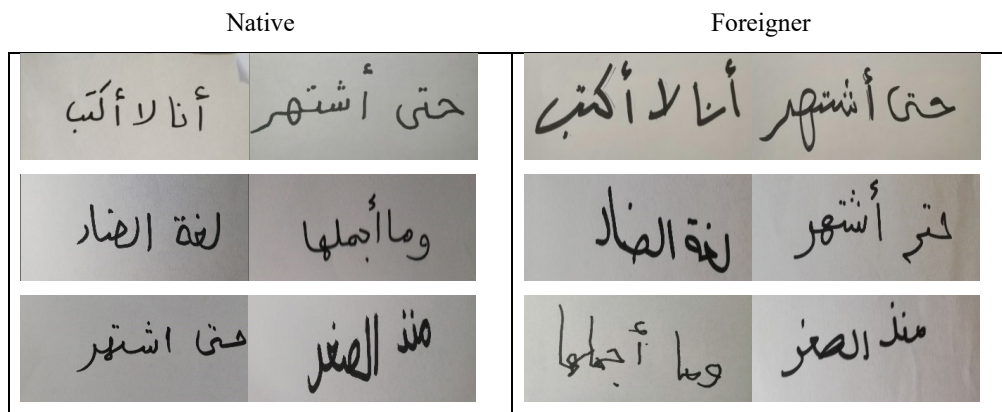 Native
Foreigner
أنا لا أكتب
حتى أشتهر
أنا لا أكتب
حتى أشتهر
لغة الضاد
وما أجملها
لغة الضاد
حتى أشتهر
حتى اشتهر
منذ الصغر
وما أجملها
منذ الصغر